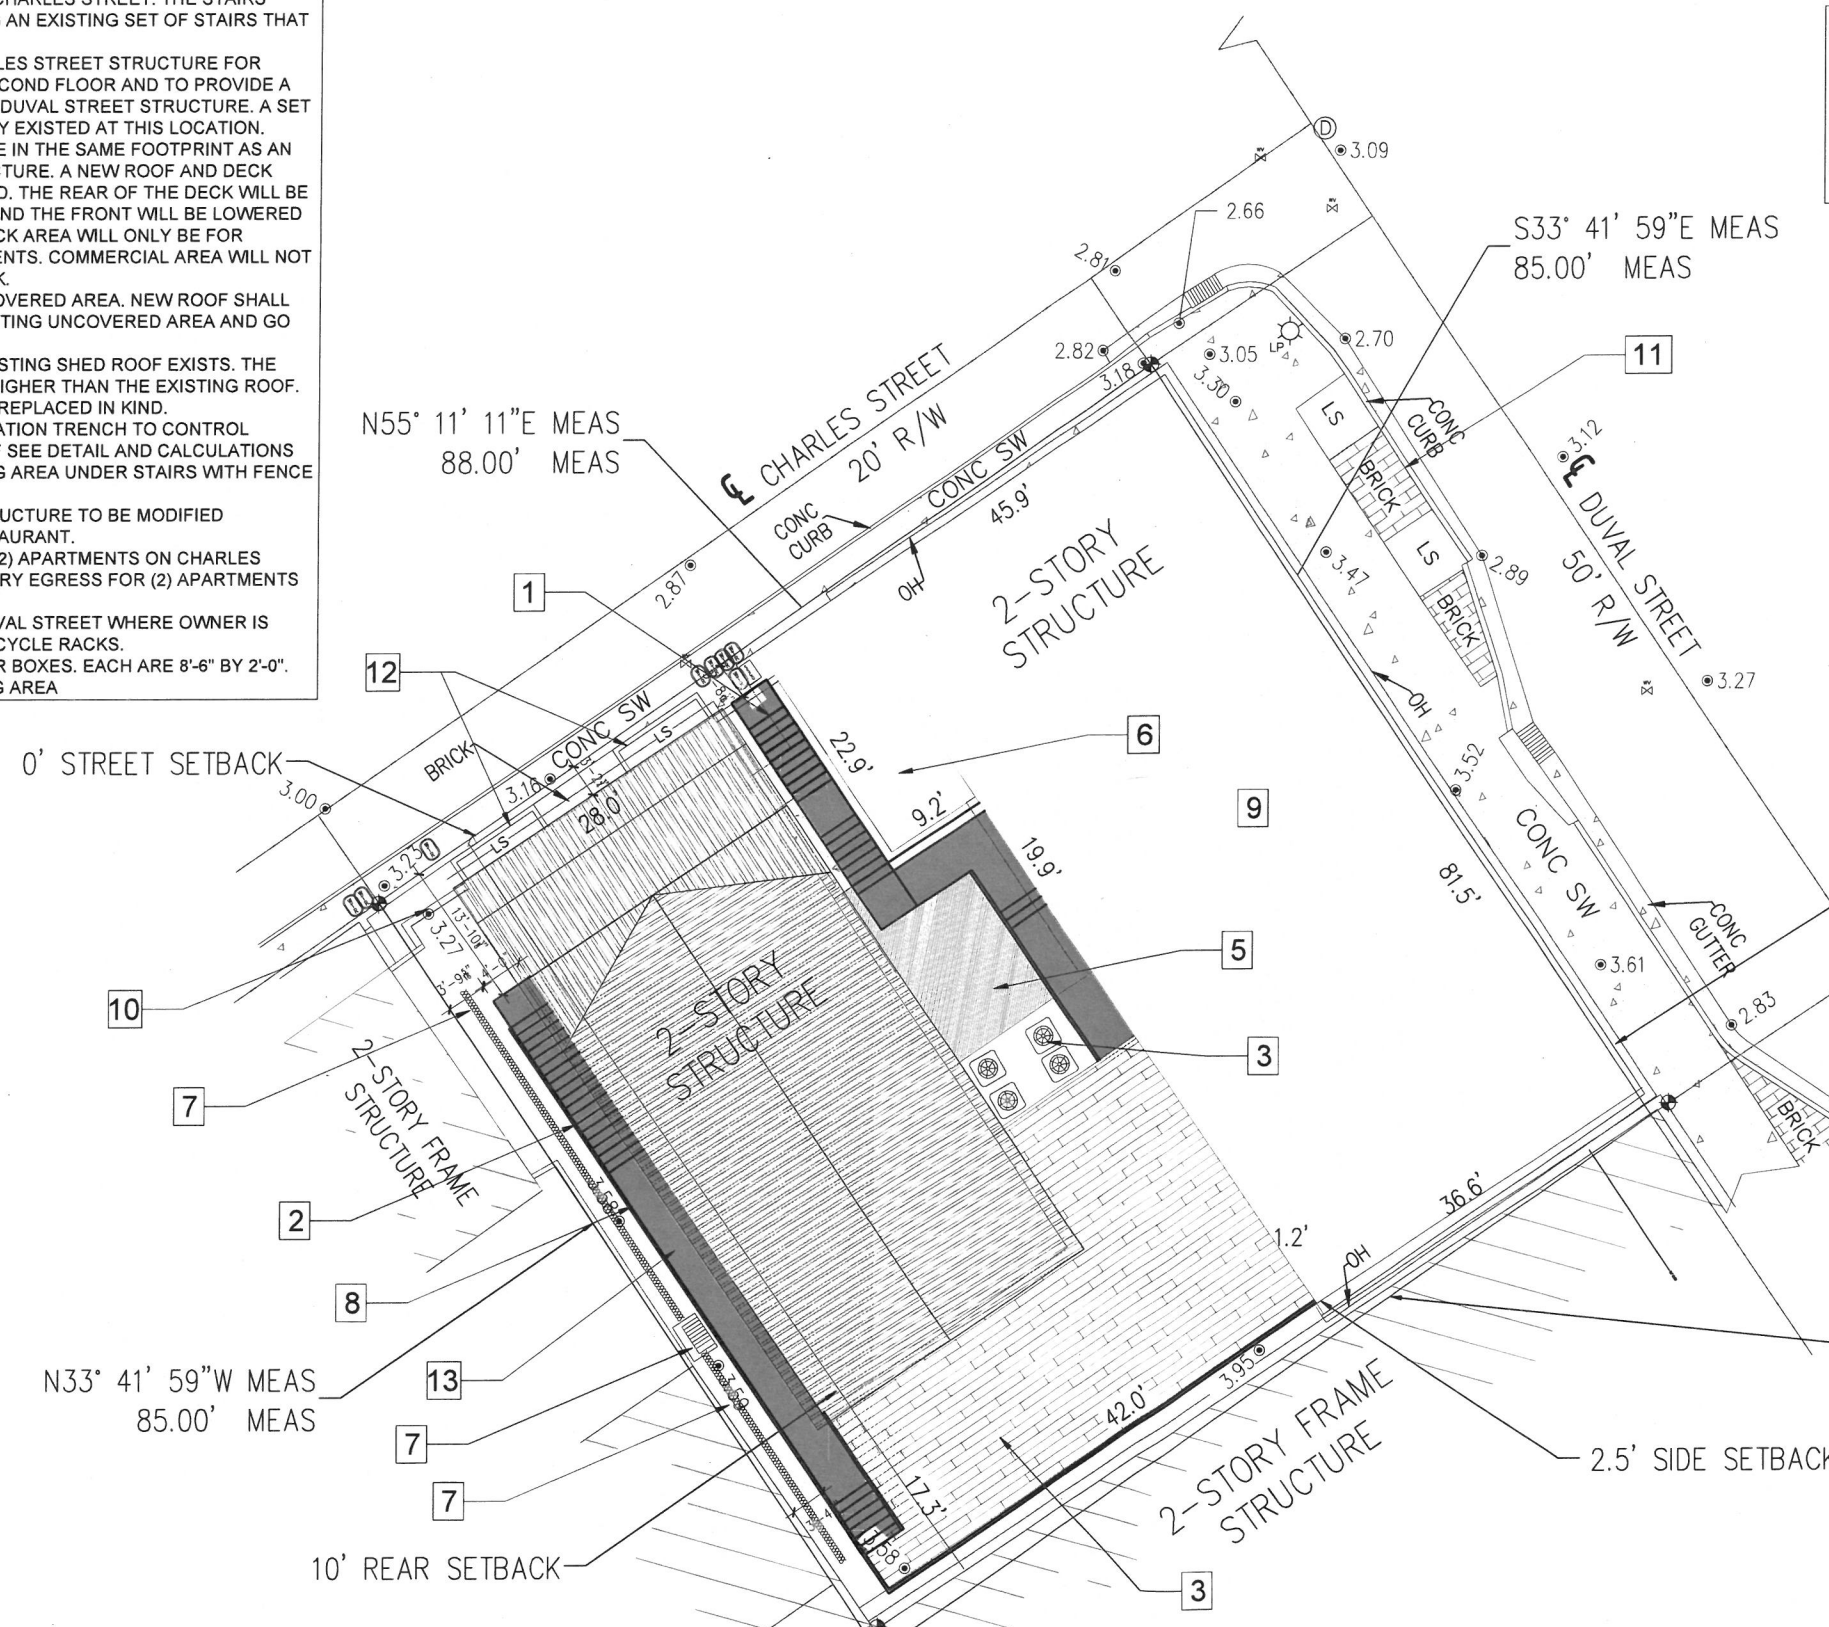 CHARLES STREET. THE STAIRS
AN EXISTING SET OF STAIRS THAT
LES STREET STRUCTURE FOR
COND FLOOR AND TO PROVIDE A
DUVAL STREET STRUCTURE. A SET
Y EXISTED AT THIS LOCATION.
E IN THE SAME FOOTPRINT AS AN
TURE. A NEW ROOF AND DECK
D. THE REAR OF THE DECK WILL BE
ND THE FRONT WILL BE LOWERED
CK AREA WILL ONLY BE FOR
ENTS. COMMERCIAL AREA WILL NOT
K.
OVERED AREA. NEW ROOF SHALL
TING UNCOVERED AREA AND GO
STING SHED ROOF EXISTS. THE
IGHER THAN THE EXISTING ROOF.
REPLACED IN KIND.
ATION TRENCH TO CONTROL
F SEE DETAIL AND CALCULATIONS
G AREA UNDER STAIRS WITH FENCE
UCTURE TO BE MODIFIED
AURANT.
2) APARTMENTS ON CHARLES
RY EGRESS FOR (2) APARTMENTS
VAL STREET WHERE OWNER IS
CYCLE RACKS.
R BOXES. EACH ARE 8'-6" BY 2'-0".
G AREA
D
3.09
2.66
S33° 41' 59"E MEAS
85.00' MEAS
2.81
2.82
3.18
3.05
3.30
LP
2.70
11
LS
CONC
CURB
BRICK
LS
BRICK
3.12
℄ DUVAL STREET
50' R/W
2.89
3.47
3.27
N55° 11' 11"E MEAS
88.00' MEAS
℄ CHARLES STREET
20' R/W
CONC SW
CONC
CURB
45.9'
OH
2-STORY
STRUCTURE
2.87
1
12
OH
6
22.9'
9.2'
9
19.9'
81.5'
3.52
CONC SW
CONC
GUTTER
3.61
2.83
BRICK
0' STREET SETBACK
BRICK
CONC SW
LS
3.16
3.00
28.0'
LS
3.23
3.27
13'-10
4'-0"
10
5
3
7
2-STORY
STRUCTURE
2-STORY FRAME
STRUCTURE
2
3.58
8
13
N33° 41' 59"W MEAS
85.00' MEAS
7
3.59
7
10' REAR SETBACK
17.3'
3.58
42.0'
3.95
3
1.2'
36.6'
OH
2-STORY FRAME
STRUCTURE
2.5' SIDE SETBACK